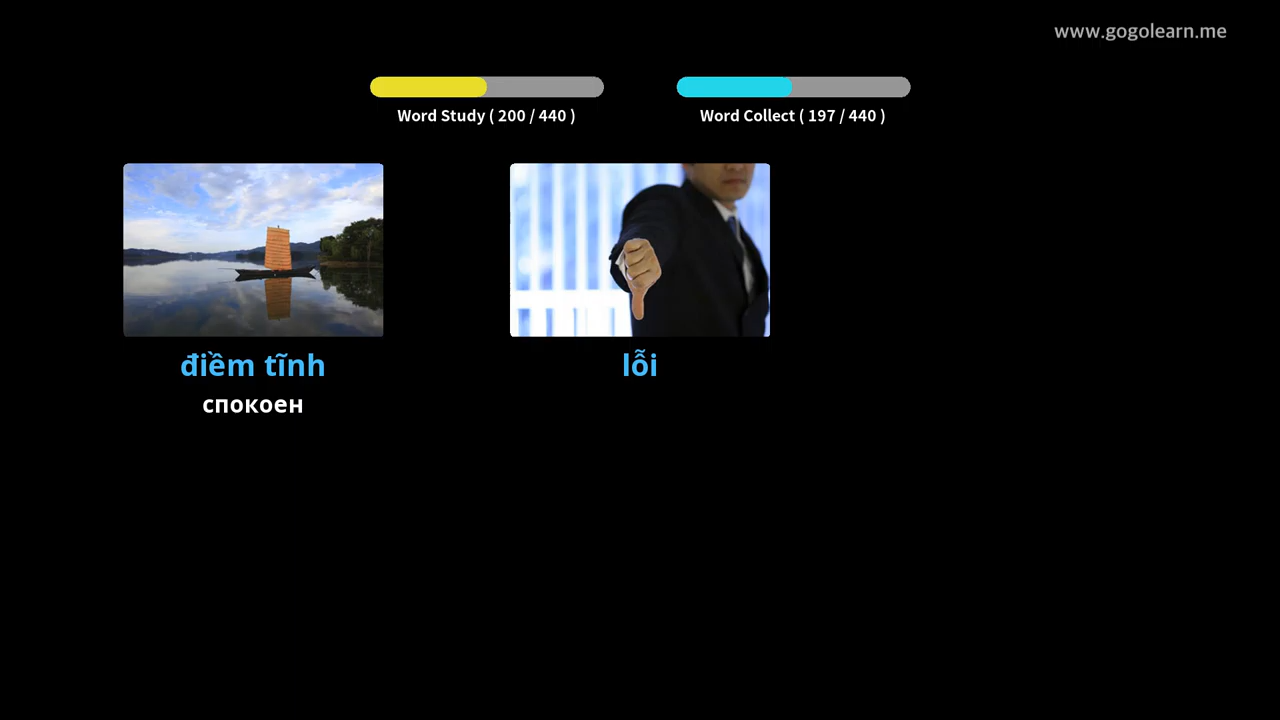 www.gogolearn.me
Word Study ( 200 / 440 )
Word Collect ( 197 / 440 )
điềm tĩnh
lỗi
спокоен